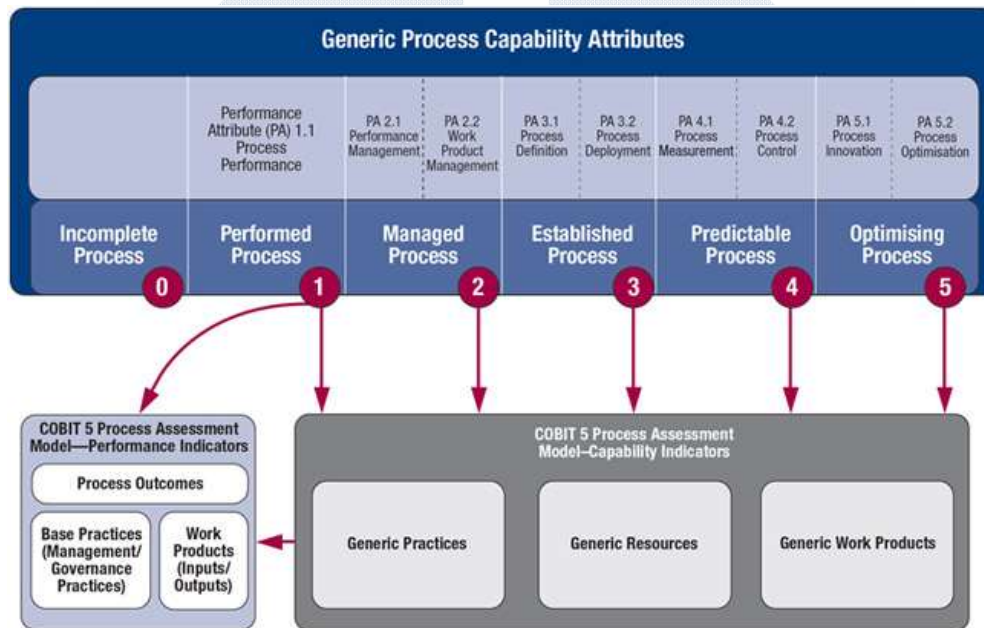 Generic Process Capability Attributes
Performance
Attribute (PA) 1.1
Process
Performance
PA 2.1
Performance
Management
PA 2.2
Work
Product
Management
PA 3.1
Process
Definition
PA 3.2
Process
Deployment
PA 4.1
Process
Measurement
PA 4.2
Process
Control
PA 5.1
Process
Innovation
PA 5.2
Process
Optimisation
Incomplete
Process
0
Performed
Process
1
Managed
Process
2
Established
Process
3
Predictable
Process
4
Optimising
Process
5
COBIT 5 Process Assessment
Model—Performance Indicators
Process Outcomes
Base Practices
(Management/
Governance
Practices)
Work
Products
(Inputs/
Outputs)
COBIT 5 Process Assessment
Model–Capability Indicators
Generic Practices
Generic Resources
Generic Work Products